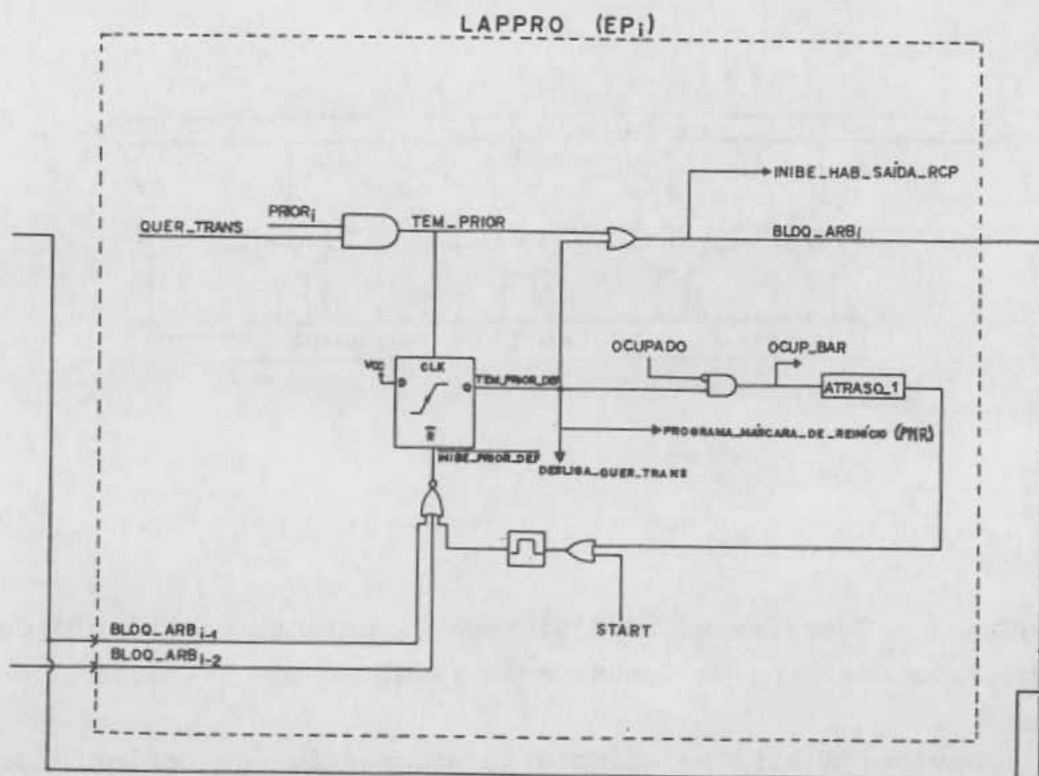 LAPPRO (EPi)
INIBE_HAB_SAÍDA_RCP
PRIORi
QUER_TRANS
TEM_PRIOR
BLOQ_ARBi
OCUPADO
OCUP_BAR
VCC
CLK
D
Q
TEM_PRIOR_DEF
ATRASO_1
PROGRAMA_MÁSCARA_DE_REINÍCIO (PMR)
R
INIBE_PRIOR_DEF
DESLIGA_QUER_TRANS
START
BLOQ_ARBi-1
BLOQ_ARBi-2